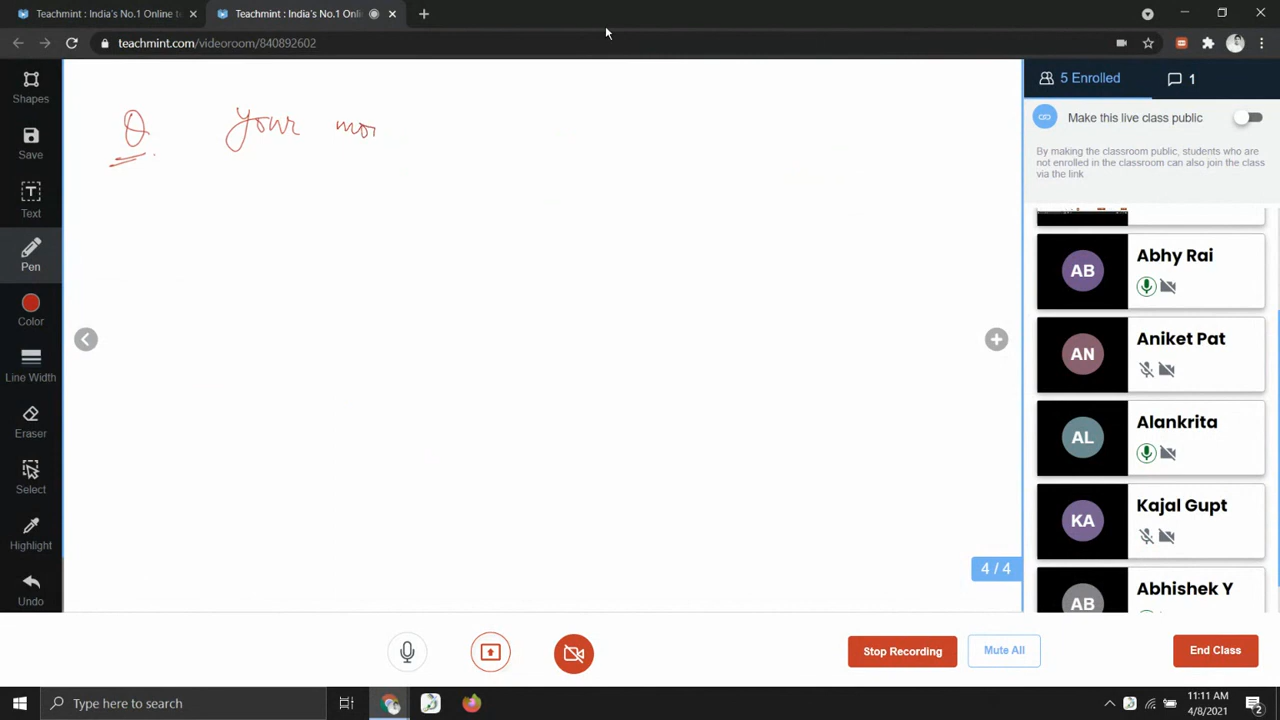 Teachmint : India's No.1 Online t
Teachmint : India's No.1 Onli
teachmint.com/videoroom/840892602
Shapes
Save
Text
Pen
Color
Line Width
Eraser
Select
Highlight
Undo
Q your mor
4 / 4
5 Enrolled
1
Make this live class public
By making the classroom public, students who are
not enrolled in the classroom can also join the class
via the link
AB Abhy Rai
AN Aniket Pat
AL Alankrita
KA Kajal Gupt
AB Abhishek Y
Stop Recording
Mute All
End Class
Type here to search
11:11 AM
4/8/2021
2